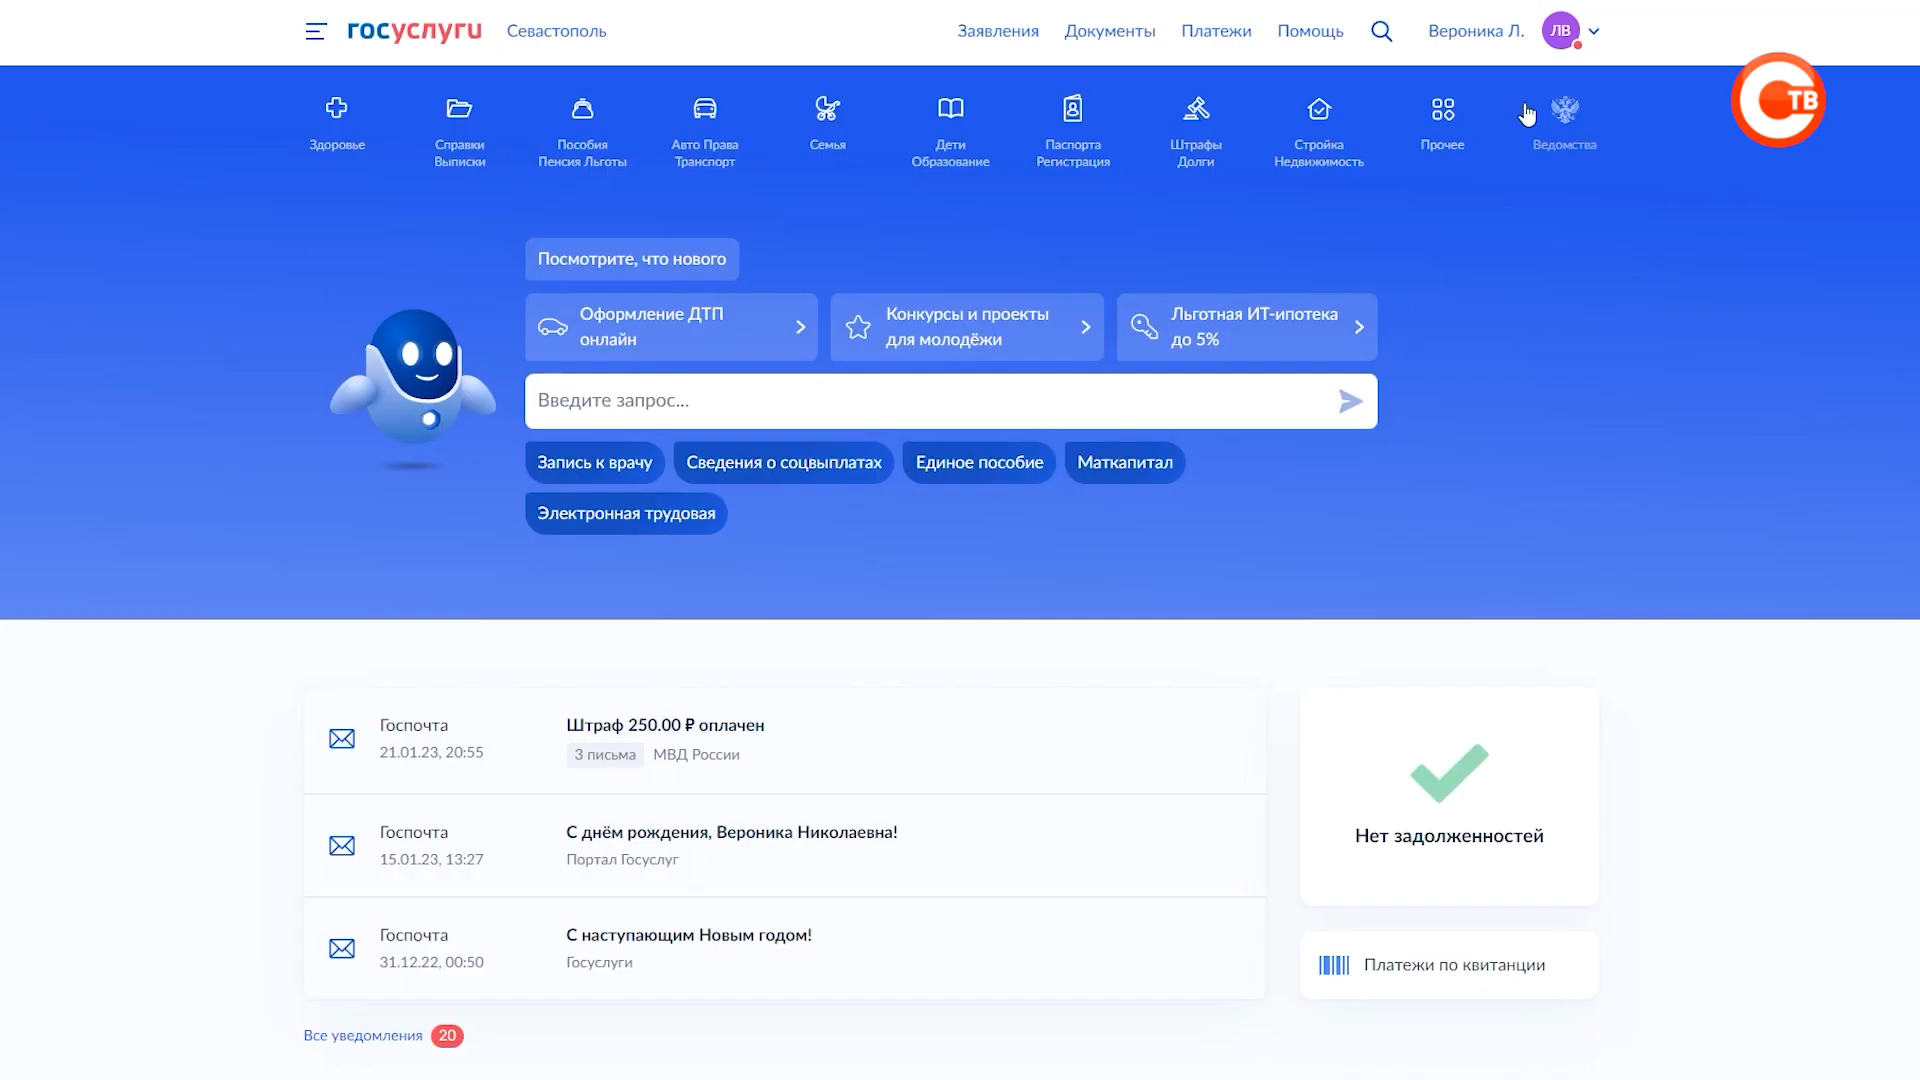 госуслуги
Севастополь
Заявления
Документы
Платежи
Помощь
Вероника Л.
ЛВ
ТВ
Здоровье
Справки
Выписки
Пособия
Пенсия Льготы
Авто Права
Транспорт
Семья
Дети
Образование
Паспорта
Регистрация
Штрафы
Долги
Стройка
Недвижимость
Прочее
Ведомства
Посмотрите, что нового
Оформление ДТП
онлайн
Конкурсы и проекты
для молодёжи
Льготная ИТ-ипотека
до 5%
Введите запрос...
Запись к врачу
Сведения о соцвыплатах
Единое пособие
Маткапитал
Электронная трудовая
Госпочта
21.01.23, 20:55
Штраф 250.00 ₽ оплачен
3 письма МВД России
Госпочта
15.01.23, 13:27
С днём рождения, Вероника Николаевна!
Портал Госуслуг
Госпочта
31.12.22, 00:50
С наступающим Новым годом!
Госуслуги
Все уведомления 20
Нет задолженностей
Платежи по квитанции